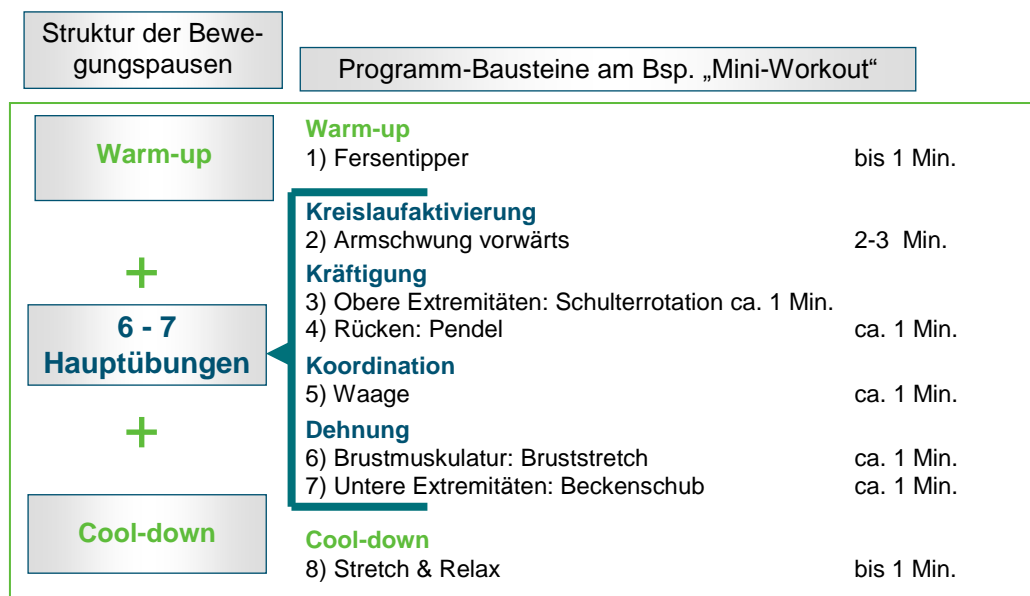 Struktur der Bewe-
gungspausen
Programm-Bausteine am Bsp. „Mini-Workout“
Warm-up
+
6 - 7
Hauptübungen
+
Cool-down
Warm-up
1) Fersentipper bis 1 Min.
Kreislaufaktivierung
2) Armschwung vorwärts 2-3 Min.
Kräftigung
3) Obere Extremitäten: Schulterrotation ca. 1 Min.
4) Rücken: Pendel ca. 1 Min.
Koordination
5) Waage ca. 1 Min.
Dehnung
6) Brustmuskulatur: Bruststretch ca. 1 Min.
7) Untere Extremitäten: Beckenschub ca. 1 Min.
Cool-down
8) Stretch & Relax bis 1 Min.